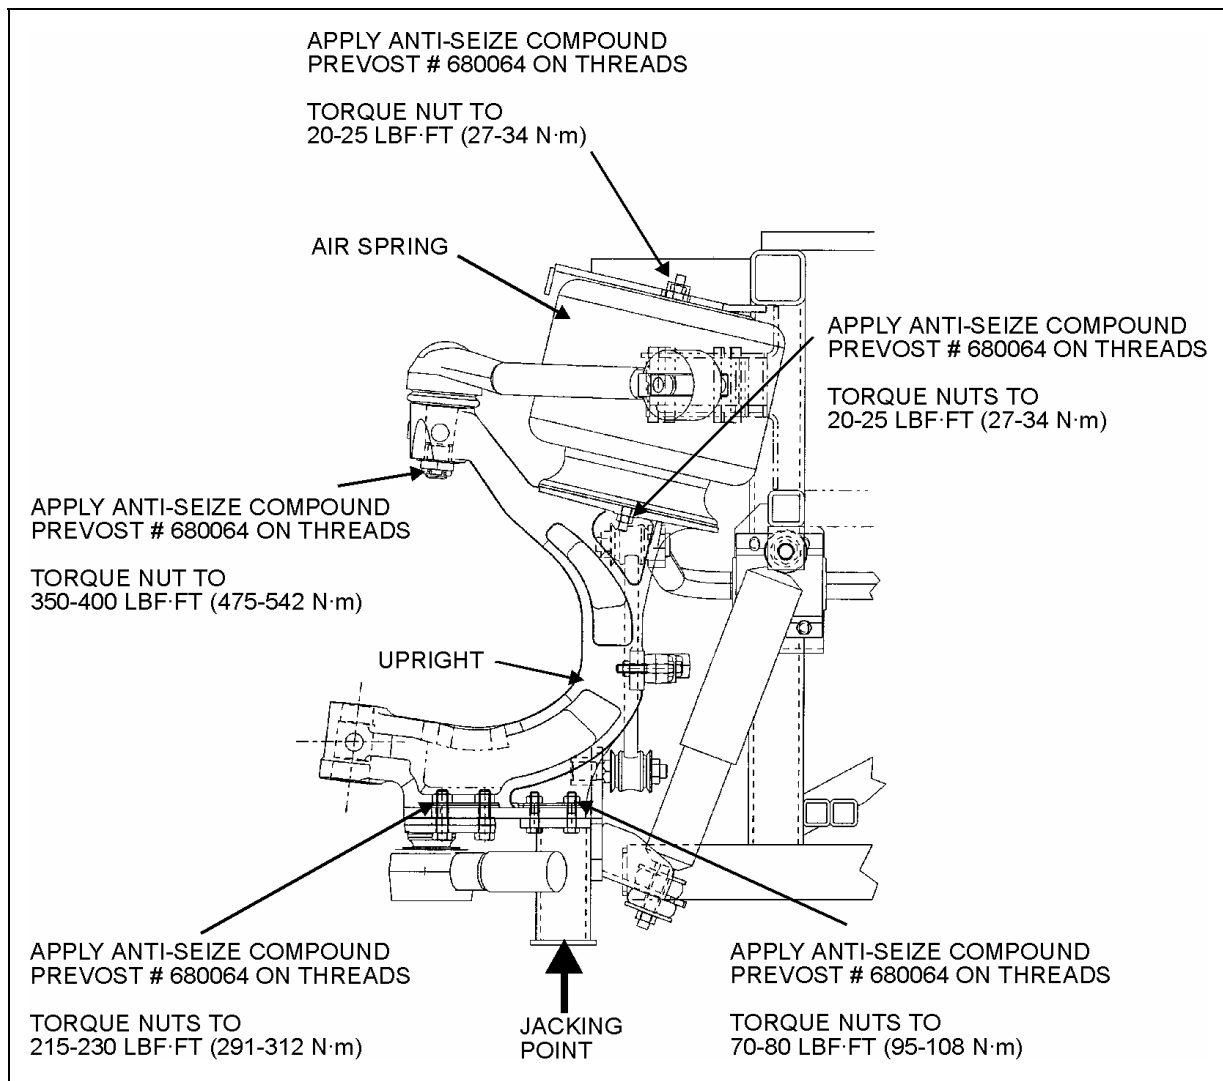 APPLY ANTI-SEIZE COMPOUND
PREVOST # 680064 ON THREADS
TORQUE NUT TO
20-25 LBF·FT (27-34 N·m)
AIR SPRING
APPLY ANTI-SEIZE COMPOUND
PREVOST # 680064 ON THREADS
TORQUE NUTS TO
20-25 LBF·FT (27-34 N·m)
APPLY ANTI-SEIZE COMPOUND
PREVOST # 680064 ON THREADS
TORQUE NUT TO
350-400 LBF·FT (475-542 N·m)
UPRIGHT
APPLY ANTI-SEIZE COMPOUND
PREVOST # 680064 ON THREADS
TORQUE NUTS TO
215-230 LBF·FT (291-312 N·m)
JACKING
POINT
APPLY ANTI-SEIZE COMPOUND
PREVOST # 680064 ON THREADS
TORQUE NUTS TO
70-80 LBF·FT (95-108 N·m)